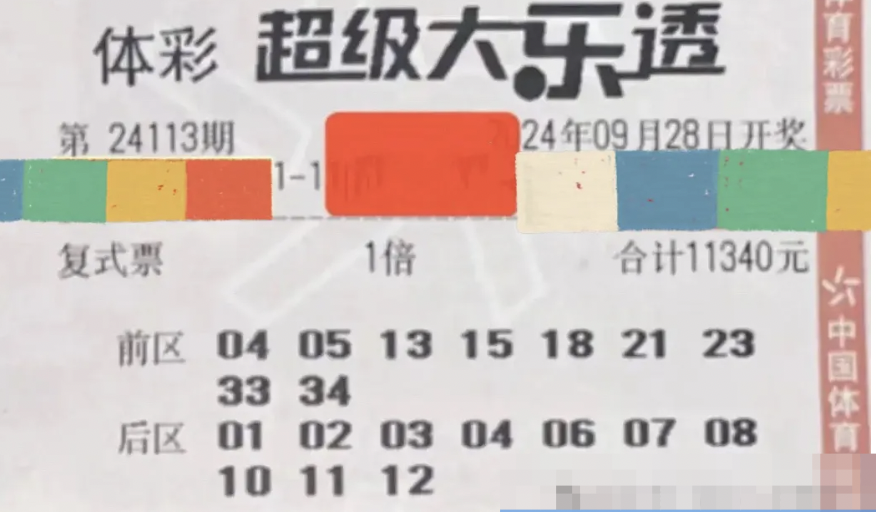 体彩 超级大乐透
第 24113期
24年09月28日开奖
1-1
复式票 1倍 合计11340元
前区 04 05 13 15 18 21 23
33 34
后区 01 02 03 04 06 07 08
10 11 12
体育彩票
中国体育